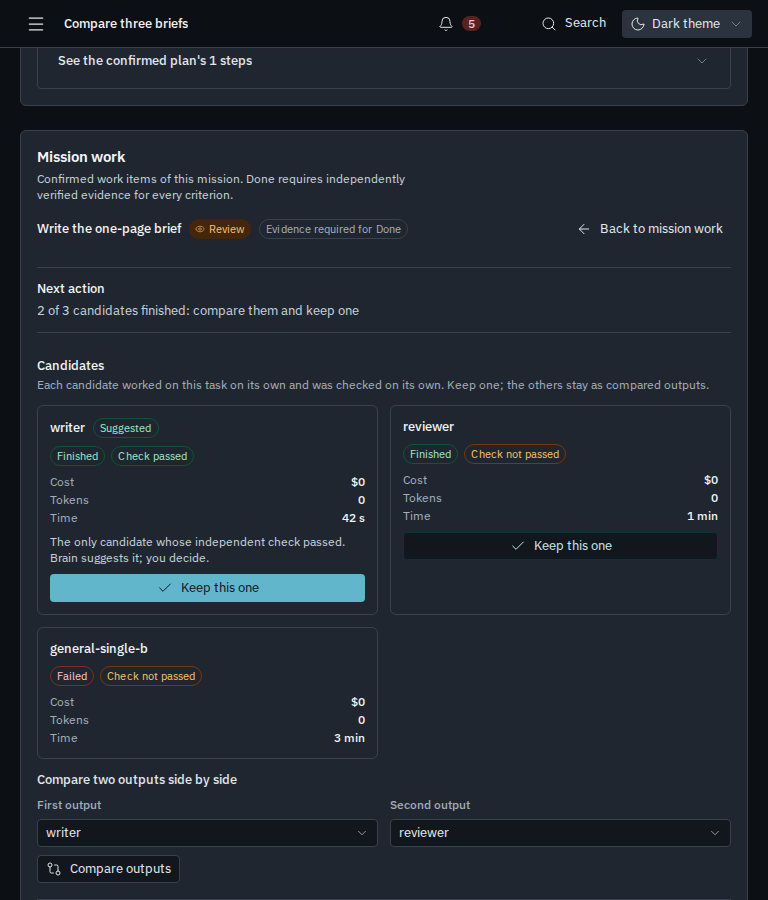 Compare three briefs
5
Search
Dark theme
See the confirmed plan's 1 steps
Mission work
Confirmed work items of this mission. Done requires independently
verified evidence for every criterion.
Write the one-page brief
Review
Evidence required for Done
Back to mission work
Next action
2 of 3 candidates finished: compare them and keep one
Candidates
Each candidate worked on this task on its own and was checked on its own. Keep one; the others stay as compared outputs.
writer
Suggested
Finished
Check passed
Cost $0
Tokens 0
Time 42 s
The only candidate whose independent check passed.
Brain suggests it; you decide.
Keep this one
reviewer
Finished
Check not passed
Cost $0
Tokens 0
Time 1 min
Keep this one
general-single-b
Failed
Check not passed
Cost $0
Tokens 0
Time 3 min
Compare two outputs side by side
First output
writer
Second output
reviewer
Compare outputs